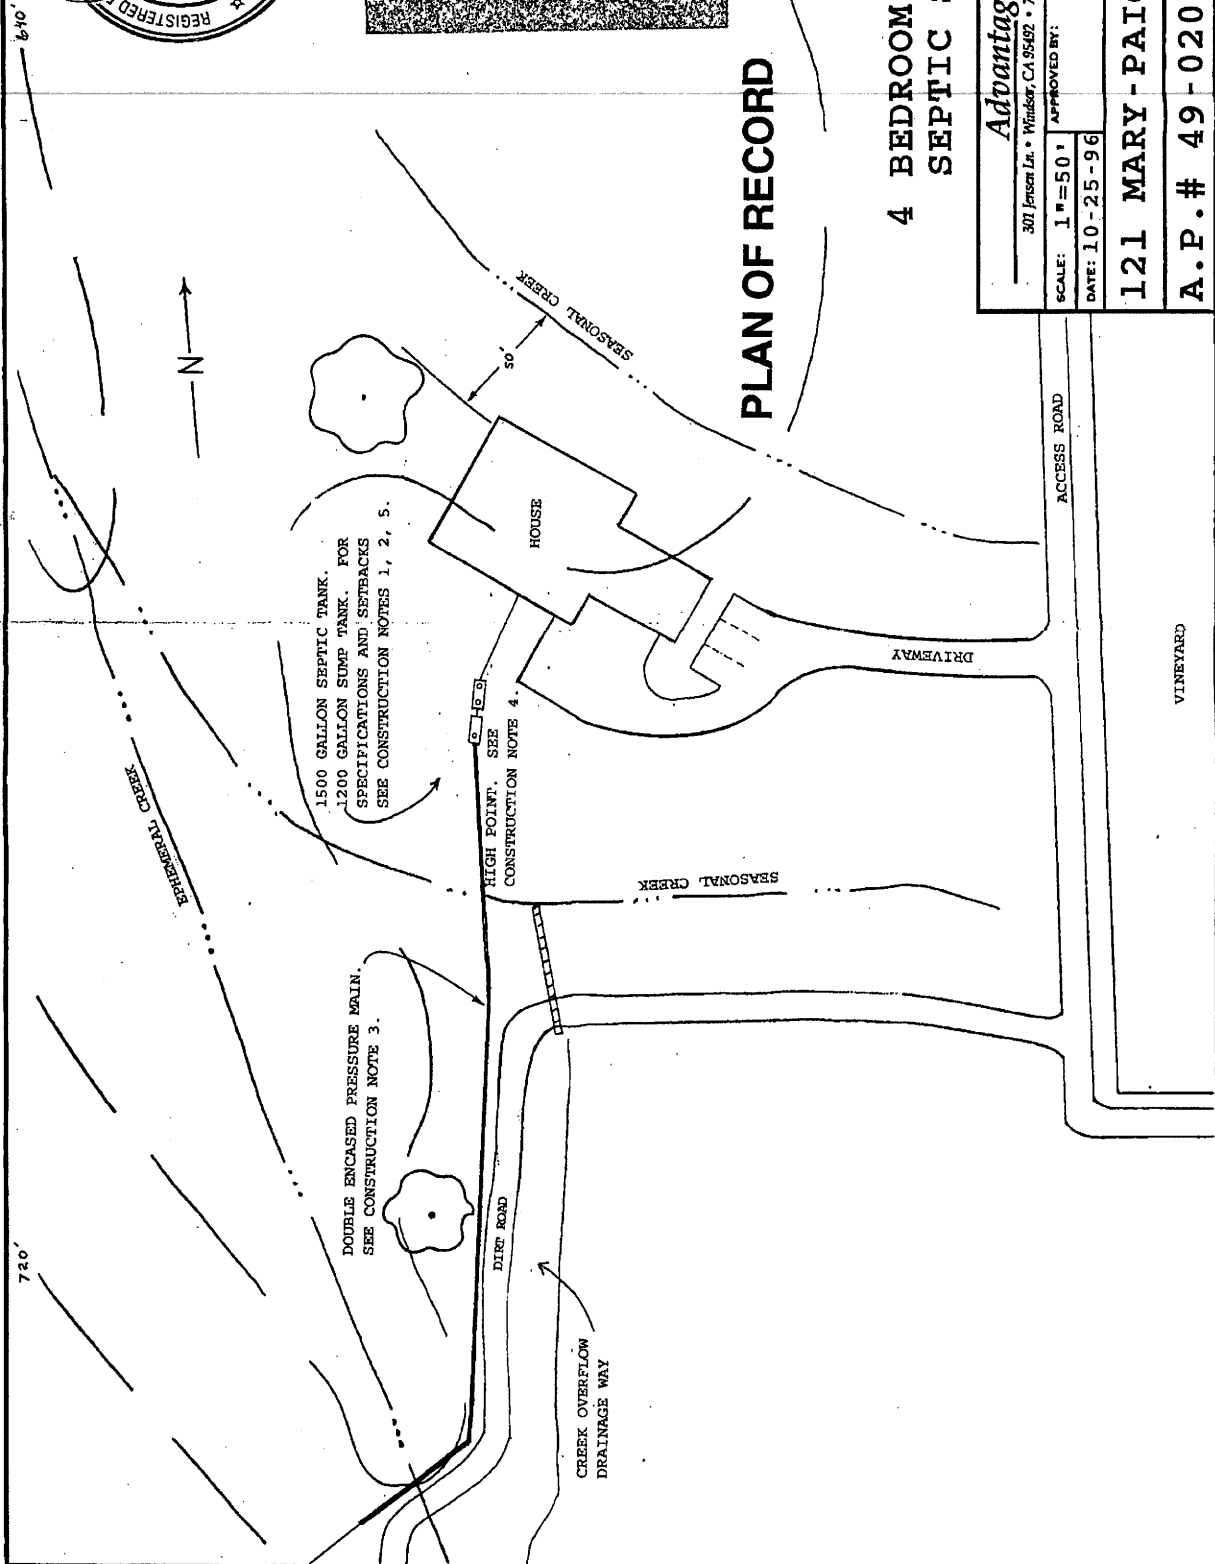 640'
REGISTERED
N
720'
EPHEMERAL CREEK
1500 GALLON SEPTIC TANK.
1200 GALLON SUMP TANK. FOR
SPECIFICATIONS AND SETBACKS
SEE CONSTRUCTION NOTES 1, 2, 5.
50'
SEASONAL CREEK
HOUSE
HIGH POINT. SEE
CONSTRUCTION NOTE 4.
SEASONAL CREEK
DOUBLE ENCASED PRESSURE MAIN.
SEE CONSTRUCTION NOTE 3.
DIRT ROAD
CREEK OVERFLOW
DRAINAGE WAY
DRIVEWAY
ACCESS ROAD
VINEYARD
PLAN OF RECORD
4 BEDROOM
SEPTIC
Advantag
301 Jensen Ln. • Windsor, CA 95492 • 7
SCALE: 1"=50'
APPROVED BY:
DATE: 10-25-96
121 MARY-PAI
A.P.# 49-020